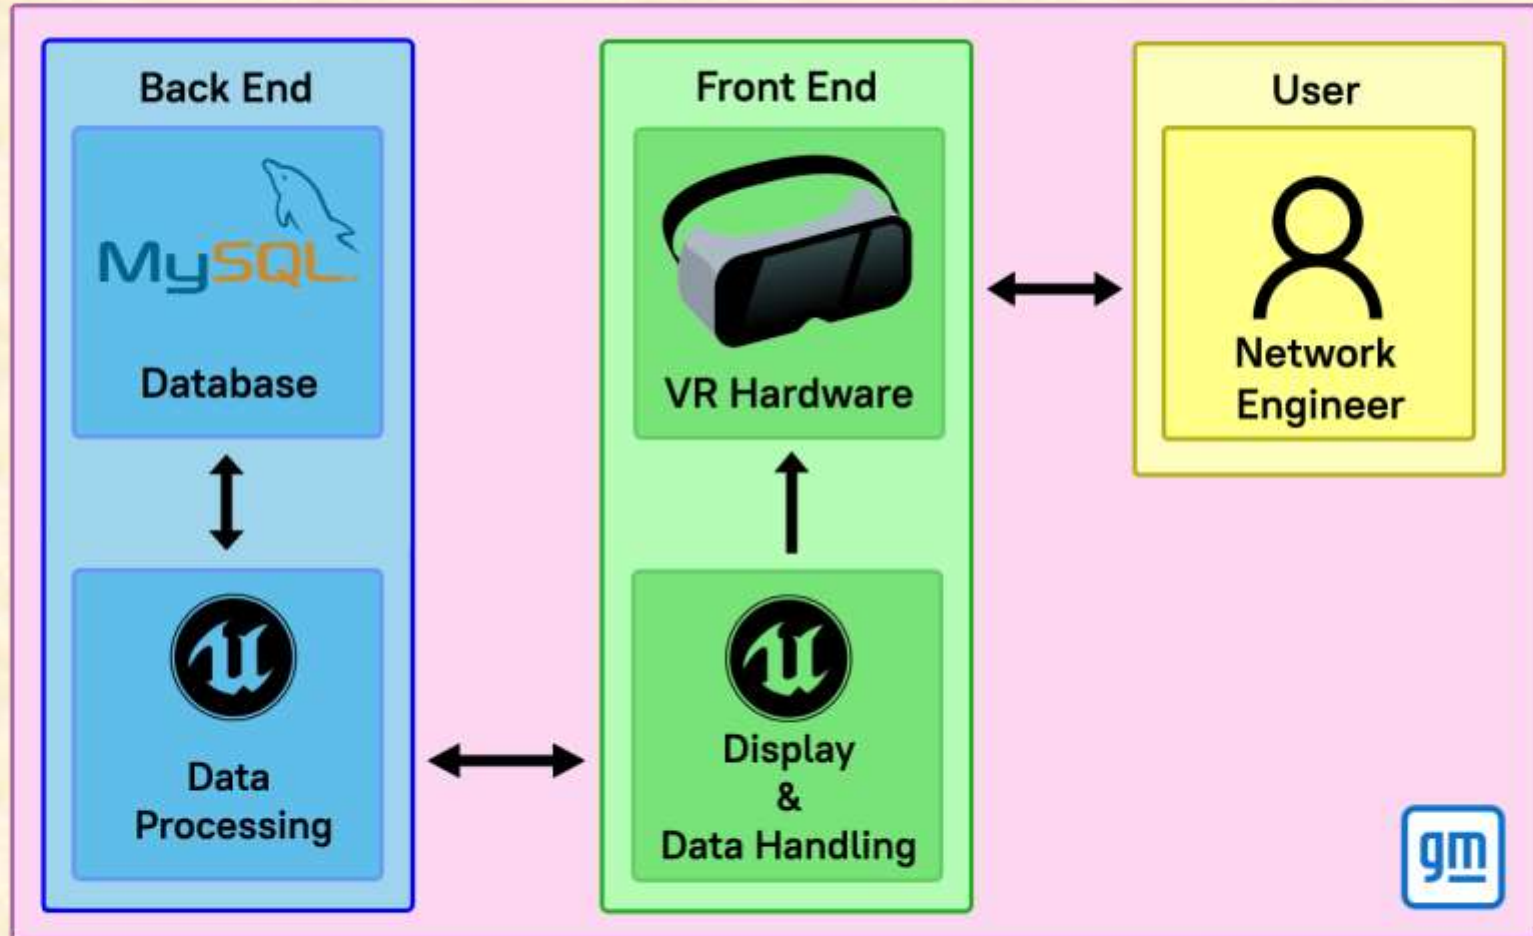 Back End
MySQL
Database
Data
Processing
Front End
VR Hardware
Display
&
Data Handling
User
Network
Engineer
gm